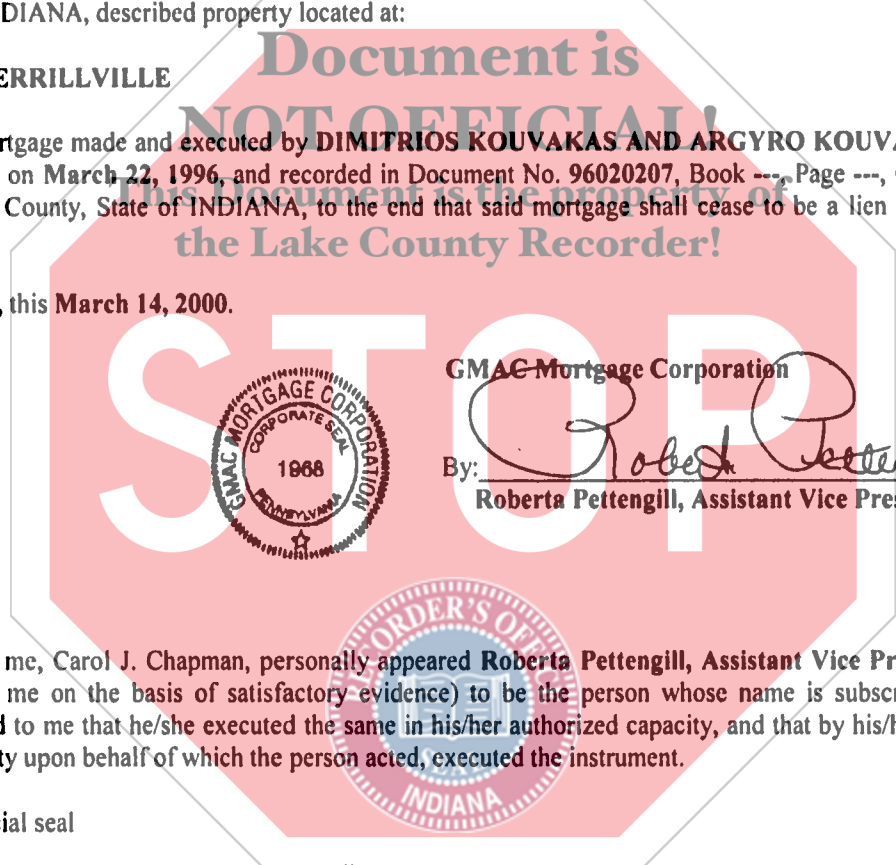 DIANA, described property located at:
Document is
ERRILLVILLE
NOT OFFICIAL!
rtgage made and executed by DIMITRIOS KOUVAKAS AND ARGYRO KOUVA
on March 22, 1996, and recorded in Document No. 96020207, Book ---, Page ---,
This Document is the property of
County, State of INDIANA, to the end that said mortgage shall cease to be a lien
the Lake County Recorder!
, this March 14, 2000.
STOP
GMAC Mortgage Corporation
GMAC MORTGAGE CORPORATION
CORPORATE SEAL
1968
PENNSYLVANIA
By:
Roberta Pettengill, Assistant Vice Pres
RECORDER'S OFFI
me, Carol J. Chapman, personally appeared Roberta Pettengill, Assistant Vice Pr
me on the basis of satisfactory evidence) to be the person whose name is subscr
d to me that he/she executed the same in his/her authorized capacity, and that by his/h
ty upon behalf of which the person acted, executed the instrument.
SEAL
INDIANA
cial seal